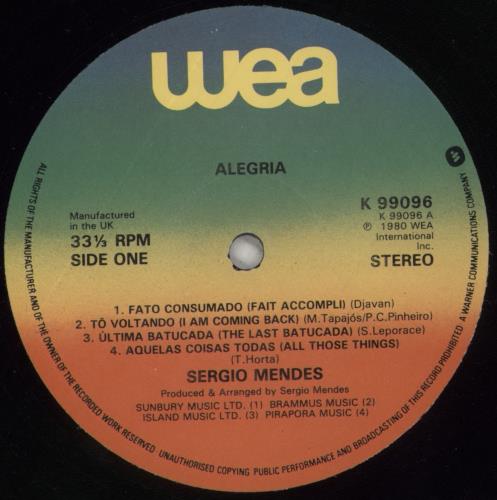 wea
ALEGRIA
Manufactured
in the UK
33⅓ RPM
SIDE ONE
K 99096
K 99096 A
℗ 1980 WEA
International
Inc.
STEREO
1. FATO CONSUMADO (FAIT ACCOMPLI) (Djavan)
2. TÔ VOLTANDO (I AM COMING BACK) (M.Tapajós/P.C.Pinheiro)
3. ÚLTIMA BATUCADA (THE LAST BATUCADA) (S.Leporace)
4. AQUELAS COISAS TODAS (ALL THOSE THINGS)
(T.Horta)
SERGIO MENDES
Produced & Arranged by Sergio Mendes
SUNBURY MUSIC LTD. (1) BRAMMUS MUSIC (2)
ISLAND MUSIC LTD. (3) PIRAPORA MUSIC (4)
ALL RIGHTS OF THE MANUFACTURER AND OF THE OWNER OF THE RECORDED WORK RESERVED UNAUTHORISED COPYING PUBLIC PERFORMANCE AND BROADCASTING OF THIS RECORD PROHIBITED A WARNER COMMUNICATIONS COMPANY